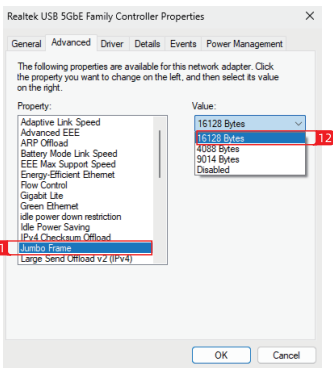 Realtek USB 5GbE Family Controller Properties
General Advanced Driver Details Events Power Management
The following properties are available for this network adapter. Click
the property you want to change on the left, and then select its value
on the right.
Property:
Adaptive Link Speed
Advanced EEE
ARP Offload
Battery Mode Link Speed
EEE Max Support Speed
Energy-Efficient Ethernet
Flow Control
Gigabit Lite
Green Ethernet
idle power down restriction
Idle Power Saving
IPv4 Checksum Offload
1 Jumbo Frame
Large Send Offload v2 (IPv4)
Value:
16128 Bytes
16128 Bytes 12
4088 Bytes
9014 Bytes
Disabled
OK Cancel